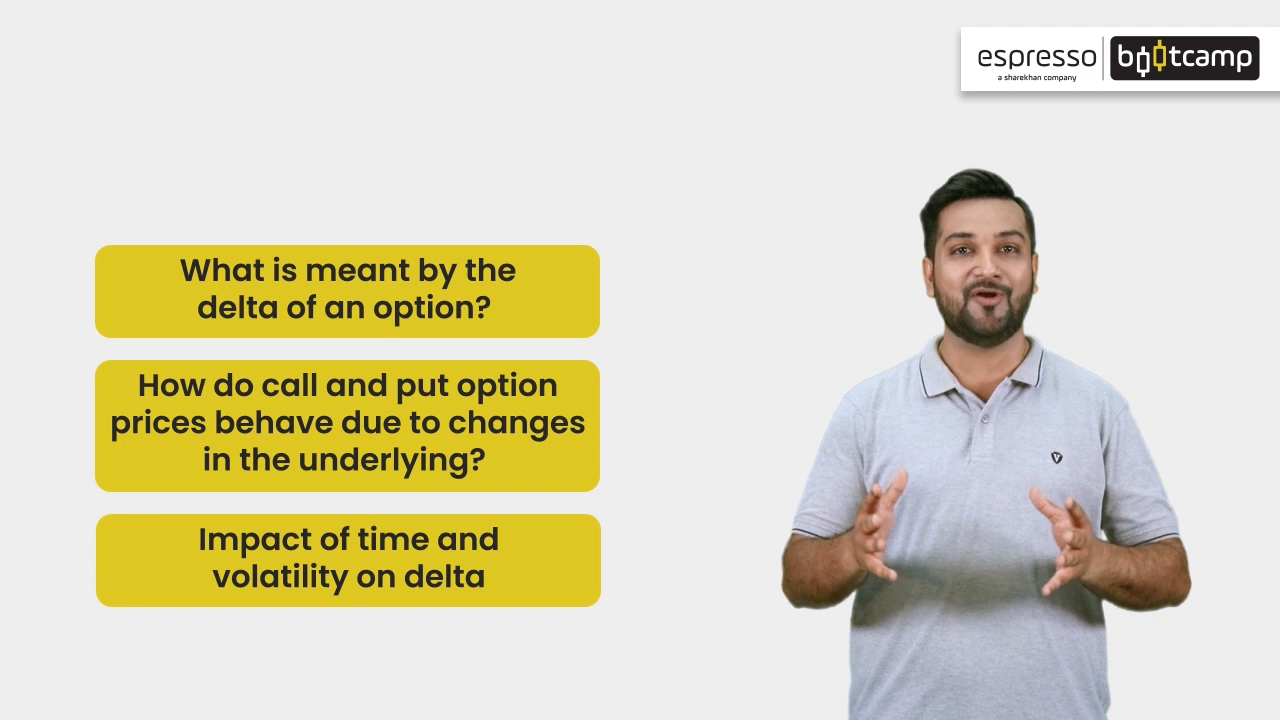 espresso
a sharekhan company
bootcamp
What is meant by the
delta of an option?
How do call and put option
prices behave due to changes
in the underlying?
Impact of time and
volatility on delta